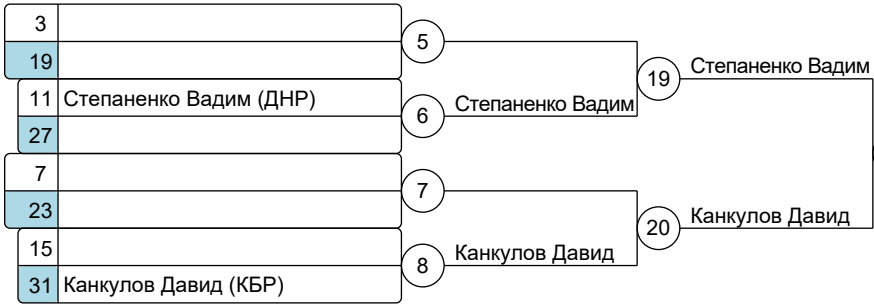 3
5
19
19 Степаненко Вадим
11 Степаненко Вадим (ДНР)
6 Степаненко Вадим
27
7
7
23
20 Канкулов Давид
15
8 Канкулов Давид
31 Канкулов Давид (КБР)